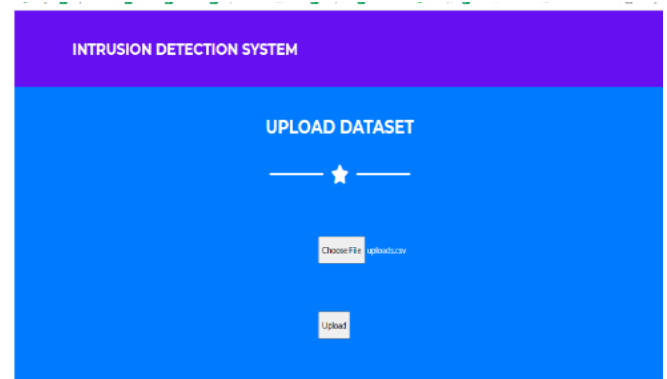 INTRUSION DETECTION SYSTEM
UPLOAD DATASET
Choose File uploads.csv
Upload